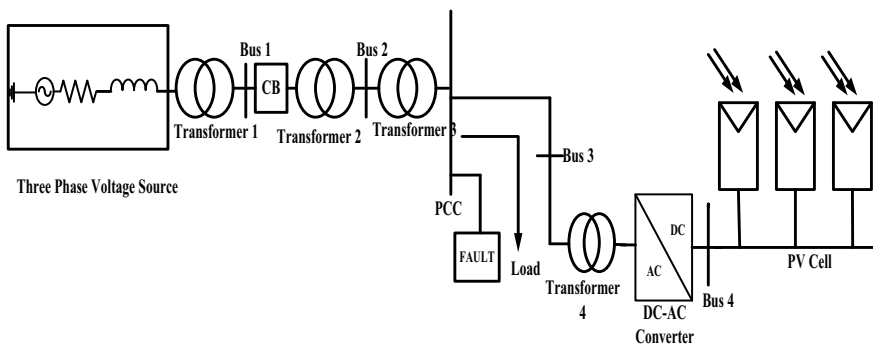 Bus 1
CB
Bus 2
Transformer 1
Transformer 2
Transformer 3
Three Phase Voltage Source
PCC
FAULT
Load
Bus 3
Transformer
4
DC
AC
DC-AC
Converter
Bus 4
PV Cell